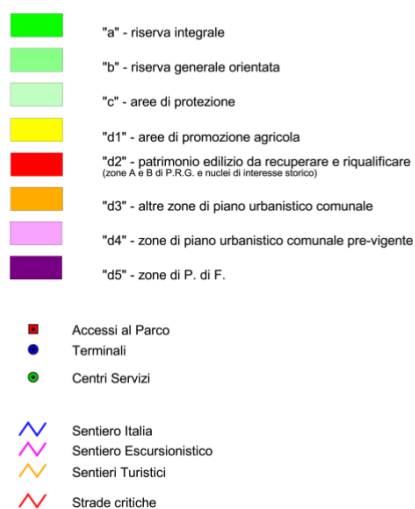 "a" - riserva integrale
"b" - riserva generale orientata
"c" - aree di protezione
"d1" - aree di promozione agricola
"d2" - patrimonio edilizio da recuperare e riqualificare
(zone A e B di P.R.G. e nuclei di interesse storico)
"d3" - altre zone di piano urbanistico comunale
"d4" - zone di piano urbanistico comunale pre-vigente
"d5" - zone di P. di F.
Accessi al Parco
Terminali
Centri Servizi
Sentiero Italia
Sentiero Escursionistico
Sentieri Turistici
Strade critiche